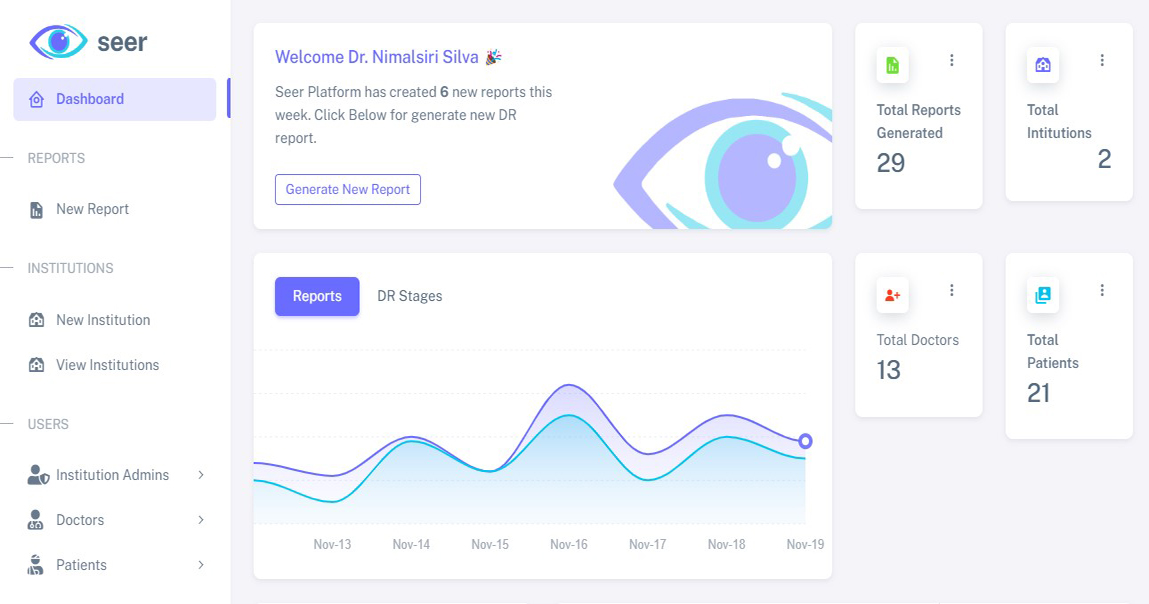 seer
Dashboard
REPORTS
New Report
INSTITUTIONS
New Institution
View Institutions
USERS
Institution Admins
Doctors
Patients
Welcome Dr. Nimalsiri Silva 🎉
Seer Platform has created 6 new reports this
week. Click Below for generate new DR
report.
Generate New Report
Total Reports
Generated
29
Total
Intitutions
2
Reports
DR Stages
Nov-13
Nov-14
Nov-15
Nov-16
Nov-17
Nov-18
Nov-19
Total Doctors
13
Total
Patients
21